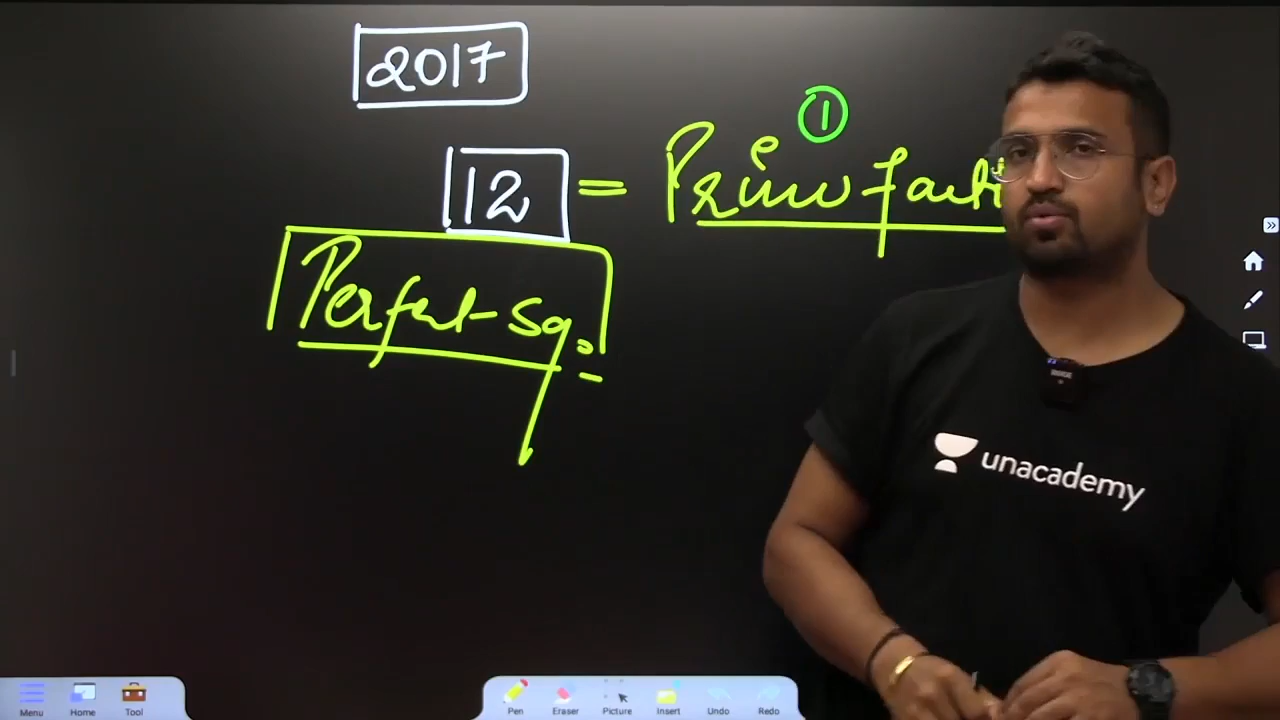 2017
①
12 = Prime facto
Perfect Sq.
unacademy
Menu Home Tool Pen Eraser Picture Insert Undo Redo